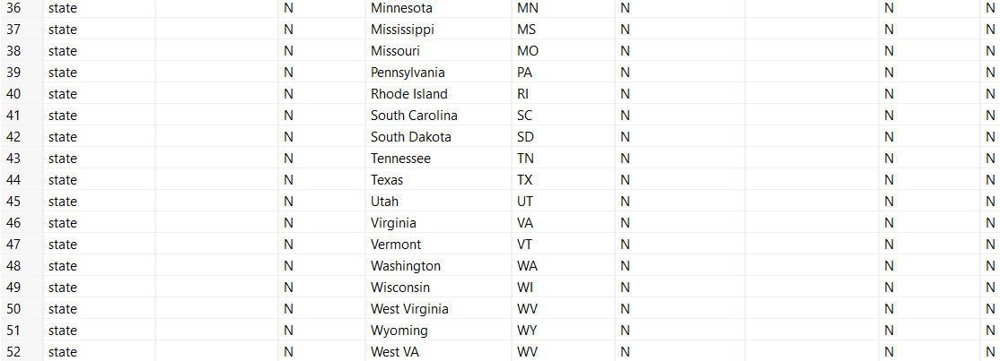 36 state N Minnesota MN N N N
37 state N Mississippi MS N N N
38 state N Missouri MO N N N
39 state N Pennsylvania PA N N N
40 state N Rhode Island RI N N N
41 state N South Carolina SC N N N
42 state N South Dakota SD N N N
43 state N Tennessee TN N N N
44 state N Texas TX N N N
45 state N Utah UT N N N
46 state N Virginia VA N N N
47 state N Vermont VT N N N
48 state N Washington WA N N N
49 state N Wisconsin WI N N N
50 state N West Virginia WV N N N
51 state N Wyoming WY N N N
52 state N West VA WV N N N